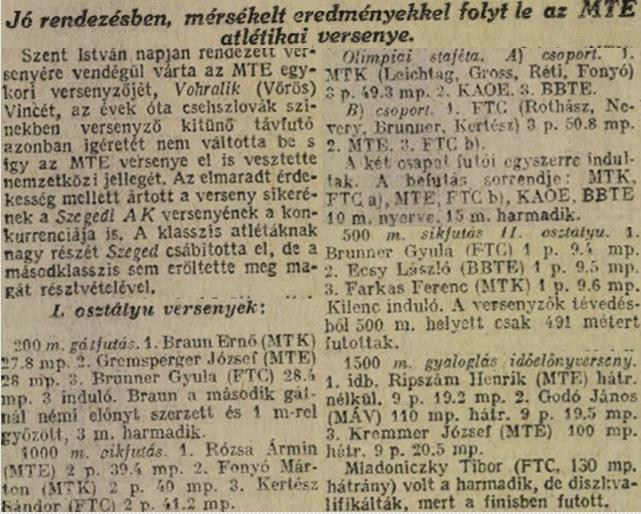 Jó rendezésben, mérsékelt eredményekkel folyt le az MTE
atlétikai versenye.
Szent István napján rendezett ver-
senyére vendégül várta az MTE egy-
kori versenyzőjét, Vohralik (Vörös)
Vincét, az évek óta csehszlovák szí-
nekben versenyző kitünő távfutó
azonban igéretét nem váltotta be s
így az MTE versenye el is vesztette
nemzetközi jellegét. Az elmaradt érde-
kesség mellett ártott a verseny sikeré-
nek a Szegedi AK versenyének a kon-
kurrenciája is. A klasszis atlétáknak
nagy részét Szeged csábította el, de a
másodklasszis sem erőltette meg ma-
gát résztvételével.
I. osztályu versenyek:
200 m. gátfutás. 1. Braun Ernő (MTK)
27.8 mp. 2. Gremsperger József (MTE)
28 mp. 3. Brunner Gyula (FTC) 28.4
mp. 3 induló. Braun a második gát-
nál némi előnyt szerzett és 1 m-rel
győzött, 3 m. harmadik.
1000 m. síkfutás. 1. Rózsa Ármin
(MTE) 2 p. 39.4 mp. 2. Fonyó Már-
ton (MTK) 2 p. 40 mp. 3. Kertész
Sándor (FTC) 2 p. 41.2 mp.
Olimpiai staféta. A) csoport. 1.
MTK (Leichtag, Gross, Réti, Fonyó)
3 p. 49.3 mp. 2. KAOE. 3. BBTE.
B) csoport. 1. FTC (Rothász, Ne-
very, Brunner, Kertész) 3 p. 50.8 mp.
2. MTE. 3. FTC b).
A két csapat futói egyszerre indul-
tak. A befutás sorrendje: MTK,
FTC a), MTE, FTC b), KAOE, BBTE
10 m. nyerve, 15 m. harmadik.
500 m. síkfutás II. osztályu. 1.
Brunner Gyula (FTC) 1 p. 9.4 mp.
2. Ecsy László (BBTE) 1 p. 9.5 mp
3. Farkas Ferenc (MTK) 1 p. 9.6 mp.
Kilenc induló. A versenyzők tévedés-
ből 500 m. helyett csak 491 métert
futottak.
1500 m. gyaloglás időelőnyverseny.
1. idb. Ripszám Henrik (MTE) hátr.
nélkül. 9 p. 19.2 mp. 2. Godó János
(MÁV) 110 mp. hátr. 9 p. 19.5 mp.
3. Kremmer József (MTE) 100 mp.
hátr. 9 p. 20.5 mp.
Miadoniczky Tibor (FTC, 130 mp.
hátrány) volt a harmadik, de diszkva-
lifikálták, mert a finisben futott.